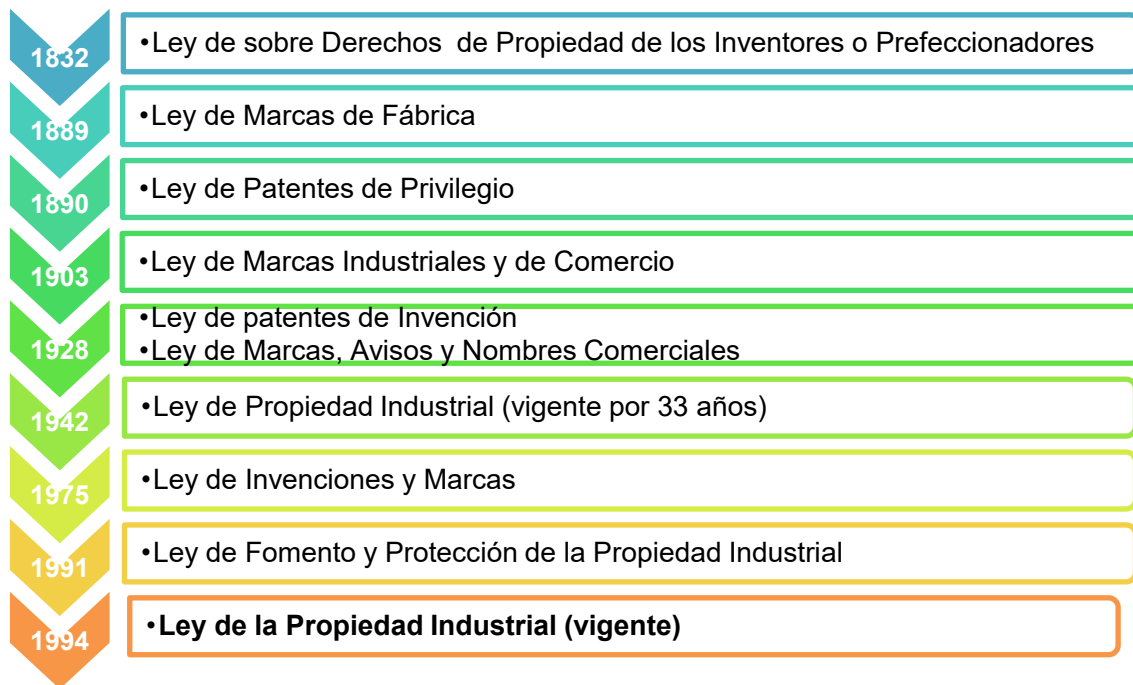 1832
•Ley de sobre Derechos  de Propiedad de los Inventores o Prefeccionadores
1889
•Ley de Marcas de Fábrica
1890
•Ley de Patentes de Privilegio
1903
•Ley de Marcas Industriales y de Comercio
1928
•Ley de patentes de Invención
•Ley de Marcas, Avisos y Nombres Comerciales
1942
•Ley de Propiedad Industrial (vigente por 33 años)
1975
•Ley de Invenciones y Marcas
1991
•Ley de Fomento y Protección de la Propiedad Industrial
1994
•Ley de la Propiedad Industrial (vigente)